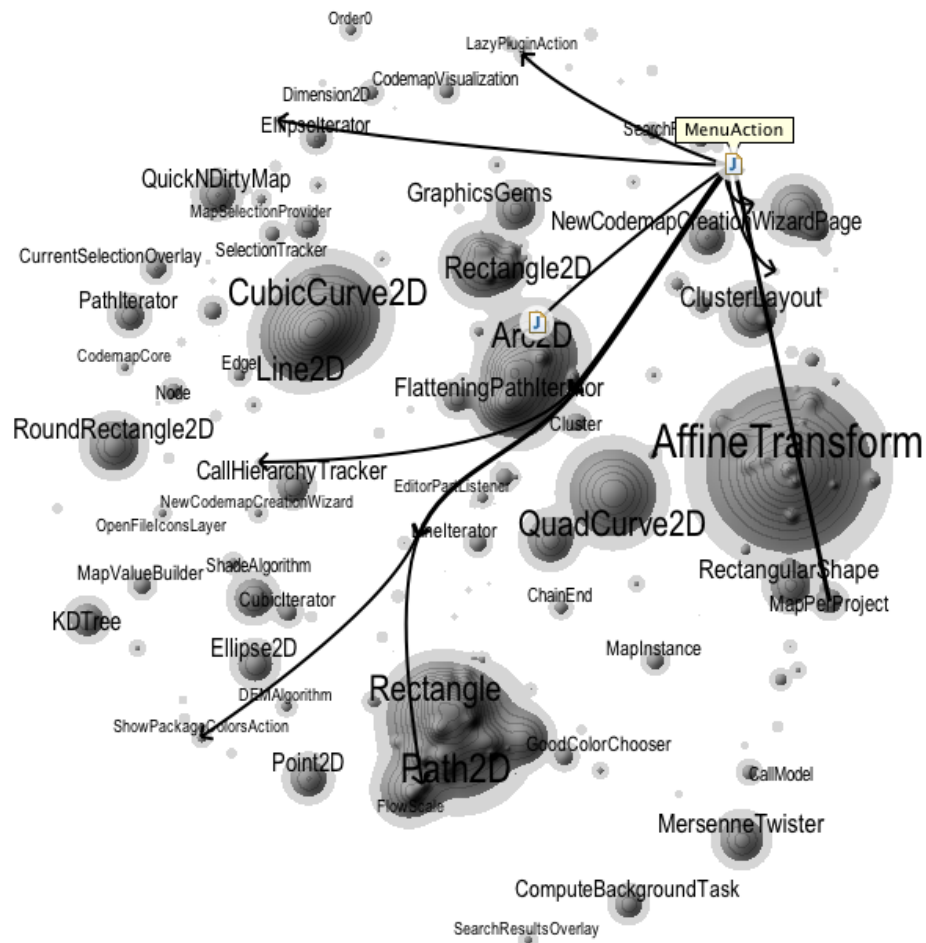 Order0
LazyPluginAction
CodemapVisualization
Dimension2D
EllipseIterator
MenuAction
QuickNDirtyMap
GraphicsGems
MapSelectionProvider
NewCodemapCreationWizardPage
SelectionTracker
CurrentSelectionOverlay
Rectangle2D
CubicCurve2D
PathIterator
ClusterLayout
J
J
Arc2D
CodemapCore
Edge
Line2D
Node
FlatteningPathIterator
Cluster
RoundRectangle2D
AffineTransform
CallHierarchyTracker
EditorPartListener
NewCodemapCreationWizard
OpenFileIconsLayer
LineIterator
QuadCurve2D
ShadeAlgorithm
MapValueBuilder
RectangularShape
CubicIterator
ChainEnd
MapPerProject
KDTree
Ellipse2D
MapInstance
Rectangle
DEMAlgorithm
ShowPackageColorsAction
GoodColorChooser
Point2D
Path2D
CallModel
FlowScale
MersenneTwister
ComputeBackgroundTask
SearchResultsOverlay